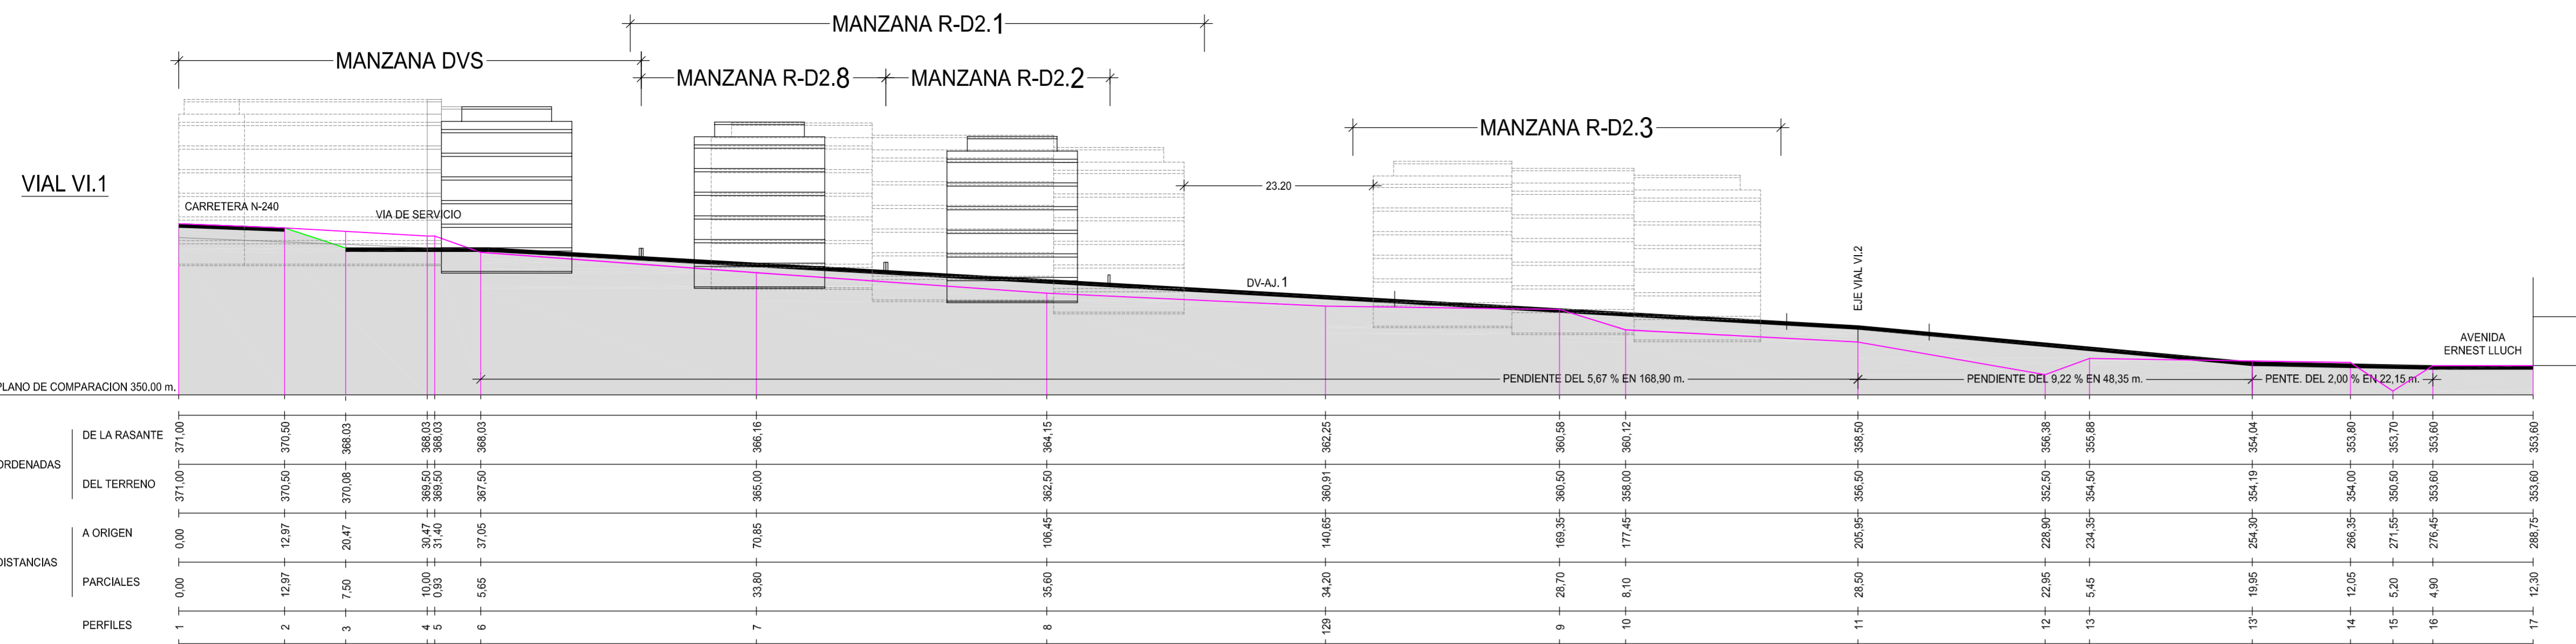 MANZANA R-D2.1
MANZANA DVS
MANZANA R-D2.8
MANZANA R-D2.2
MANZANA R-D2.3
VIAL VI.1
23.20
CARRETERA N-240
VIA DE SERVICIO
DV-AJ.1
EJE VIAL VI.2
AVENIDA
ERNEST LLUCH
PLANO DE COMPARACION 350.00 m.
PENDIENTE DEL 5,67 % EN 168,90 m.
PENDIENTE DEL 9,22 % EN 48,35 m.
PENTE. DEL 2,00 % EN 22,15 m.
DE LA RASANTE 371,00 370,50 368.03 368,03 368,03 368,03 366,16 364,15 362,25 360,58 360,12 358,50 356,38 355,88 354,04 353,80 353,70 353,60 353,60
ORDENADAS
DEL TERRENO 371,00 370,50 370,08 369,50 369,50 367,50 365,00 362,50 360,91 360,50 358,00 356,50 352,50 354,50 354,19 354,00 350,50 353,60 353,60
A ORIGEN 0,00 12,97 20,47 30,47 31,40 37,05 70,85 106,45 140,65 169,35 177,45 205,95 228,90 234,35 254,30 266,35 271,55 276,45 288,75
DISTANCIAS
PARCIALES 0,00 12,97 7,50 10,00 0,93 5,65 33,80 35,60 34,20 28,70 8,10 28,50 22,95 5,45 19,95 12,05 5,20 4,90 12,30
PERFILES 1 2 3 4 5 6 7 8 129 9 10 11 12 13 13' 14 15 16 17